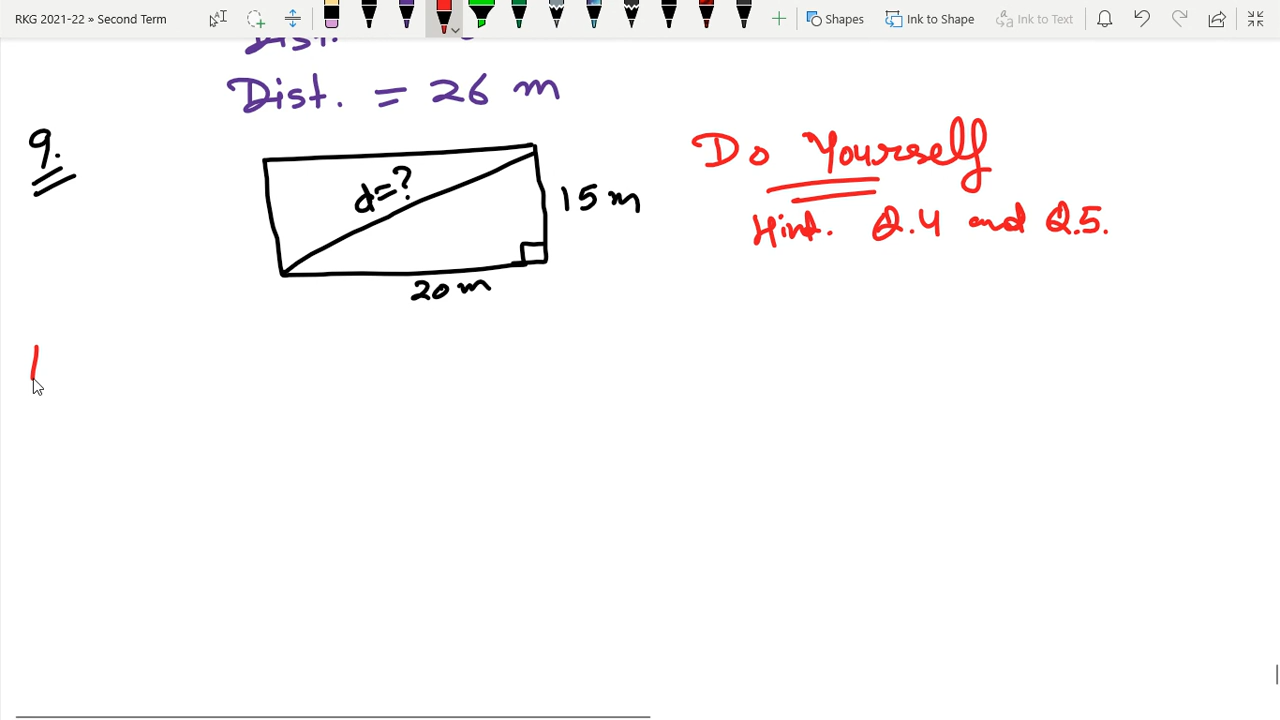 RKG 2021-22 » Second Term
Shapes
Ink to Shape
Ink to Text
Dist. = 26 m
9.
d=?
15 m
20 m
Do Yourself
Hint. Q.4 and Q.5.